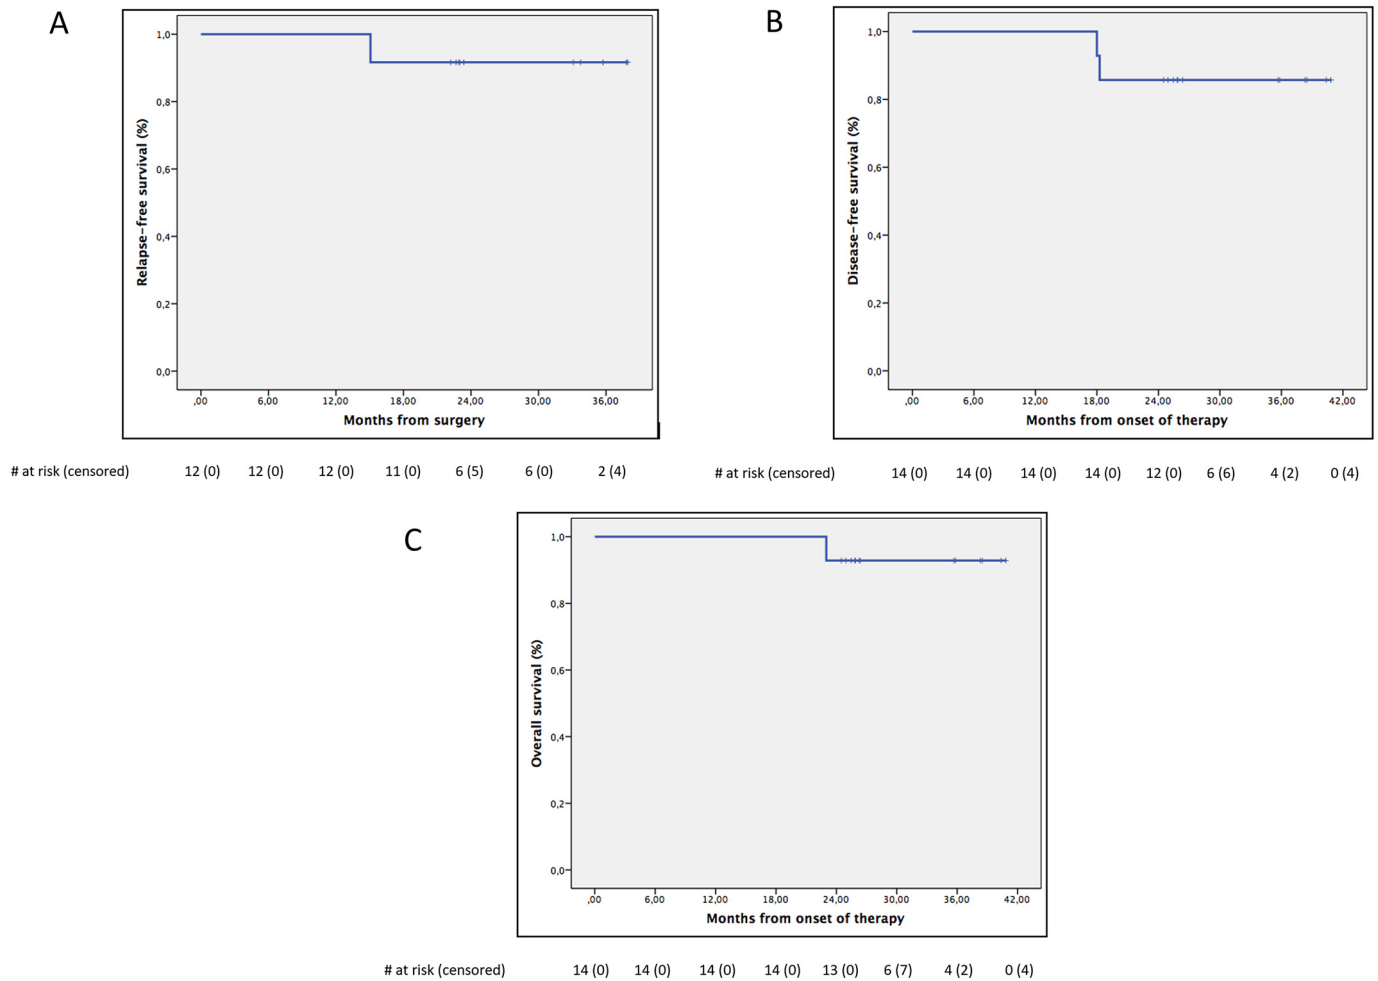 A
Relapse-free survival (%)
1,0
0,8
0,6
0,4
0,2
0,0
,00 6,00 12,00 18,00 24,00 30,00 36,00
Months from surgery
# at risk (censored) 12 (0) 12 (0) 12 (0) 11 (0) 6 (5) 6 (0) 2 (4)
B
Disease-free survival (%)
1,0
0,8
0,6
0,4
0,2
0,0
,00 6,00 12,00 18,00 24,00 30,00 36,00 42,00
Months from onset of therapy
# at risk (censored) 14 (0) 14 (0) 14 (0) 14 (0) 12 (0) 6 (6) 4 (2) 0 (4)
C
Overall survival (%)
1,0
0,8
0,6
0,4
0,2
0,0
,00 6,00 12,00 18,00 24,00 30,00 36,00 42,00
Months from onset of therapy
# at risk (censored) 14 (0) 14 (0) 14 (0) 14 (0) 13 (0) 6 (7) 4 (2) 0 (4)